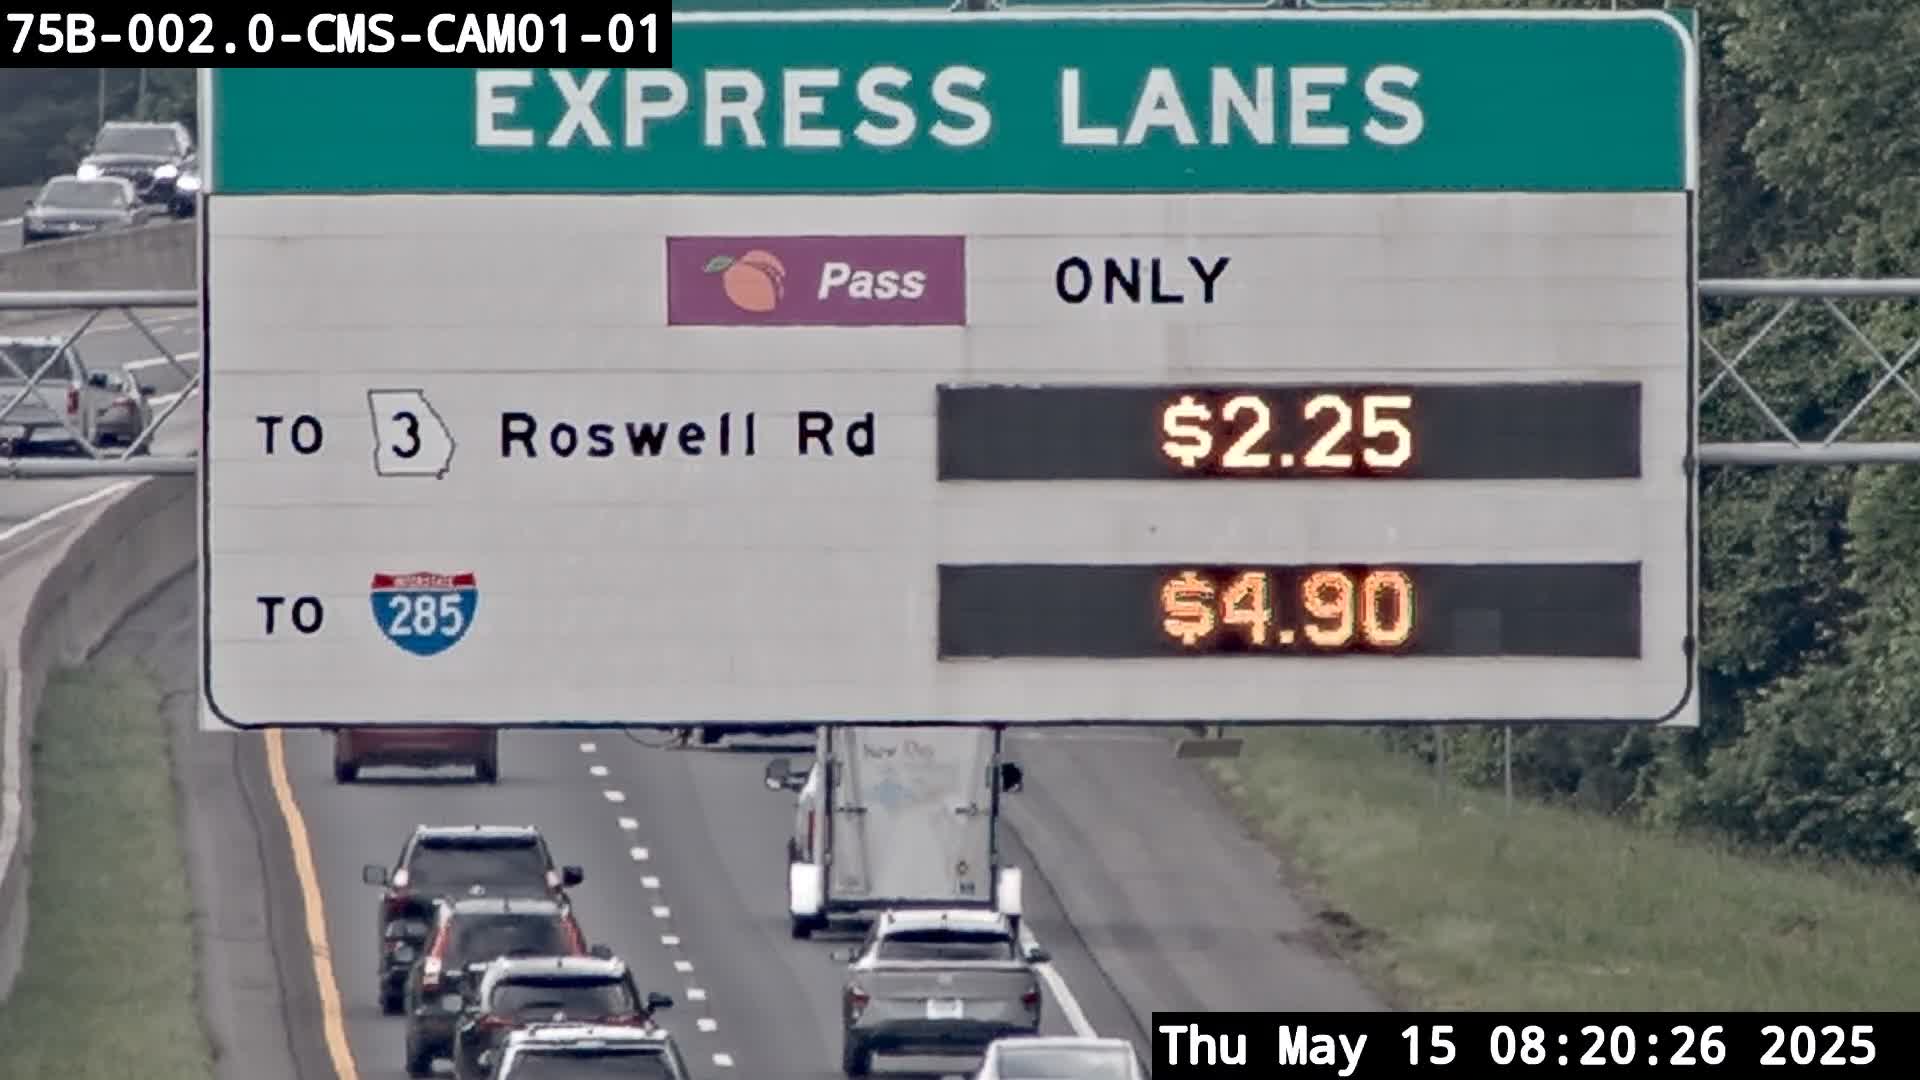 75B-002.0-CMS-CAM01-01
EXPRESS LANES
Pass ONLY
TO 3 Roswell Rd $2.25
INTERSTATE
TO 285 $4.90
Thu May 15 08:20:26 2025